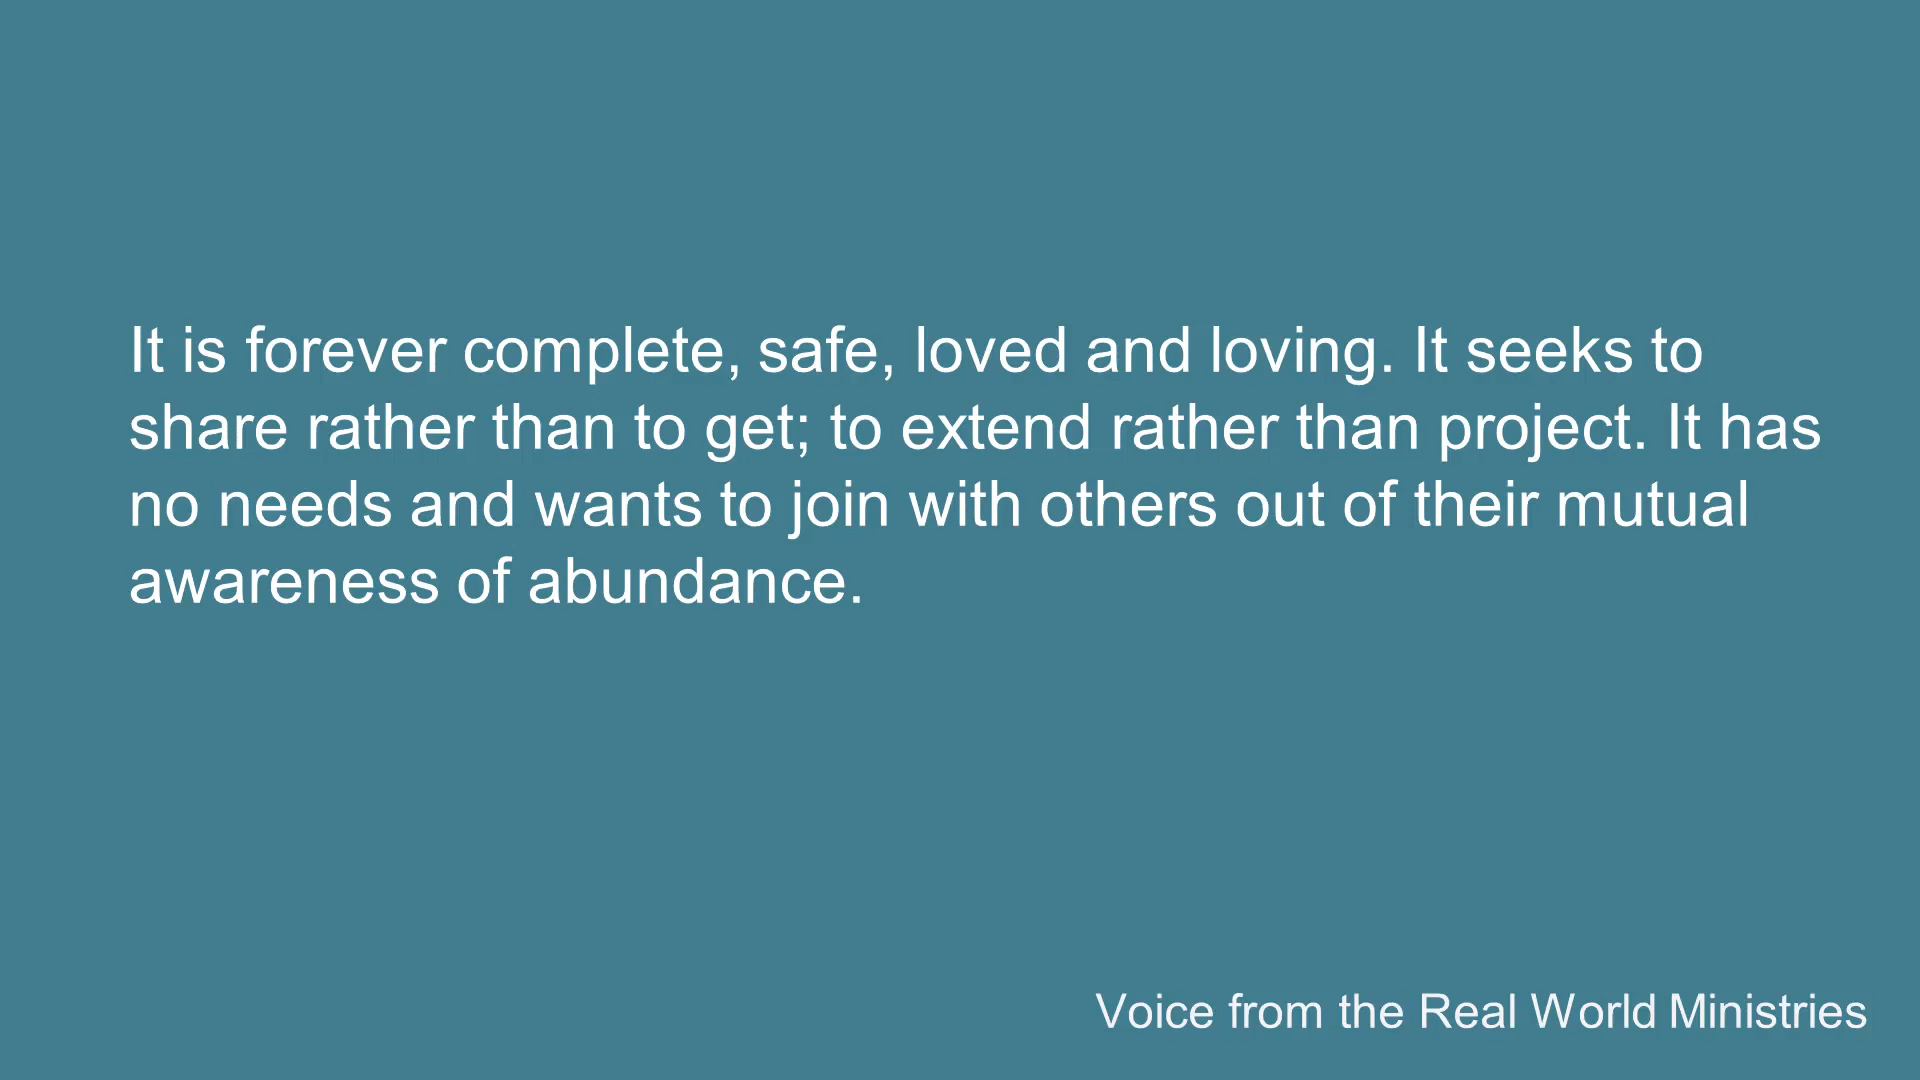 It is forever complete, safe, loved and loving. It seeks to
share rather than to get; to extend rather than project. It has
no needs and wants to join with others out of their mutual
awareness of abundance.
Voice from the Real World Ministries